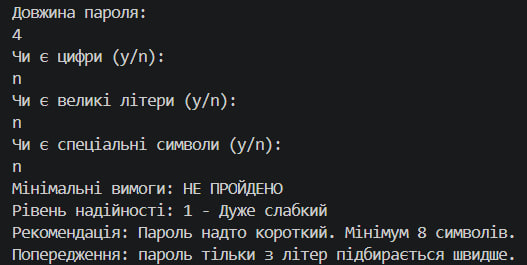 Довжина пароля:
4
Чи є цифри (y/n):
n
Чи є великі літери (y/n):
n
Чи є спеціальні символи (y/n):
n
Мінімальні вимоги: НЕ ПРОЙДЕНО
Рівень надійності: 1 - Дуже слабкий
Рекомендація: Пароль надто короткий. Мінімум 8 символів.
Попередження: пароль тільки з літер підбирається швидше.